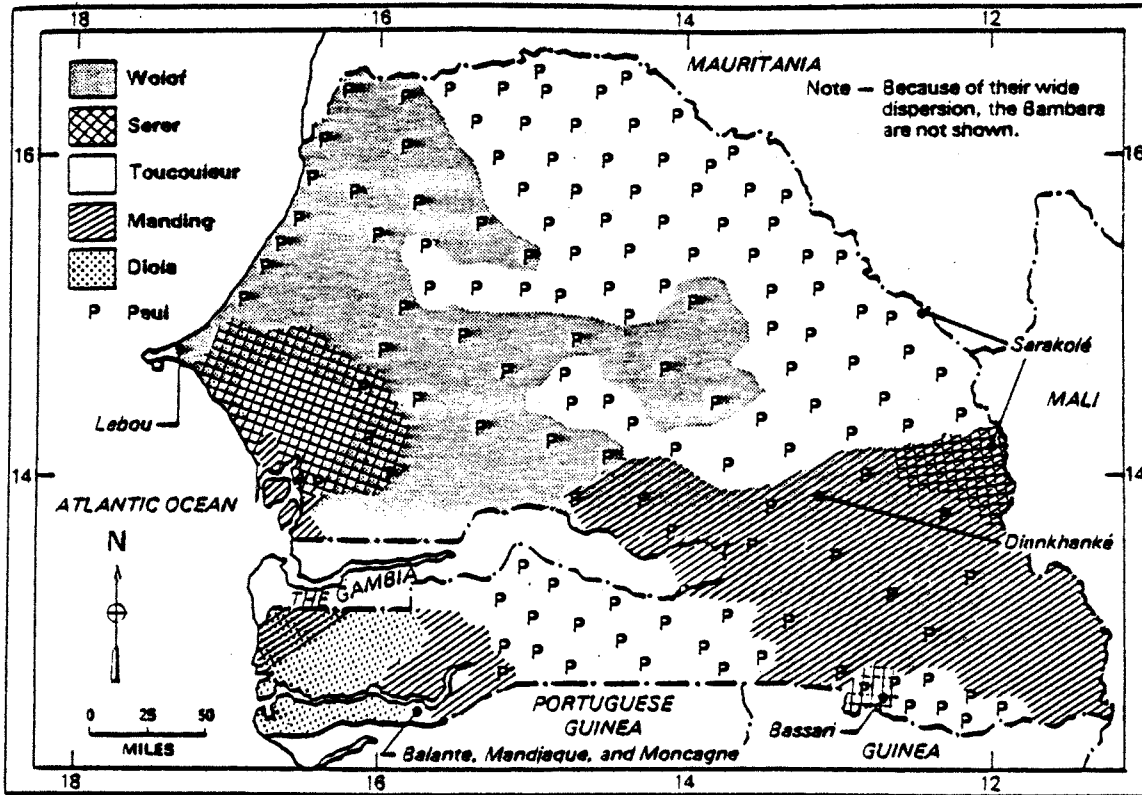 18
16
14
12
Wolof
Serer
Toucouleur
Manding
Diola
P Peul
MAURITANIA
Note — Because of their wide
dispersion, the Bambara
are not shown.
16
16
Sarakolé
MALI
Lebou
14
14
ATLANTIC OCEAN
Dinnkhanké
N
THE GAMBIA
0 25 50
MILES
PORTUGUESE
GUINEA
Bassari
GUINEA
Balante, Mandjaque, and Moncagne
18
16
14
12